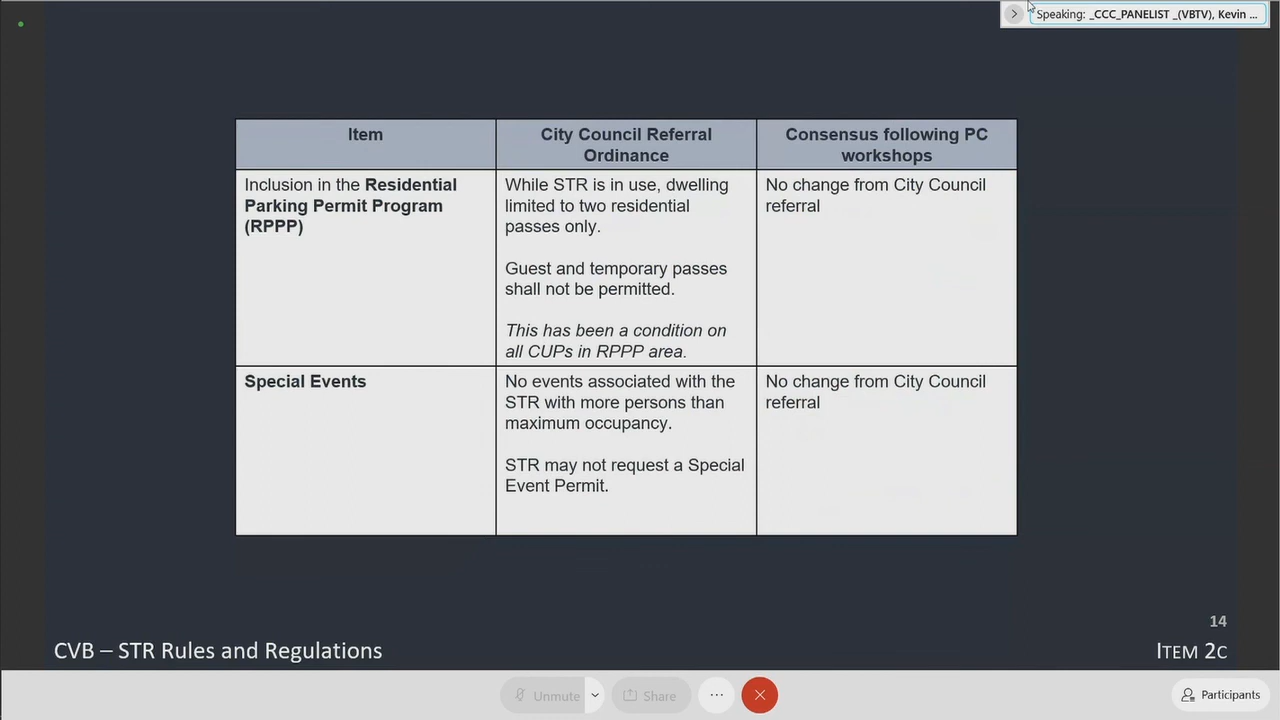 Speaking: _CCC_PANELIST _(VBTV), Kevin ...
Item
City Council Referral
Ordinance
Consensus following PC
workshops
Inclusion in the Residential
Parking Permit Program
(RPPP)
While STR is in use, dwelling
limited to two residential
passes only.
Guest and temporary passes
shall not be permitted.
This has been a condition on
all CUPs in RPPP area.
No change from City Council
referral
Special Events
No events associated with the
STR with more persons than
maximum occupancy.
STR may not request a Special
Event Permit.
No change from City Council
referral
14
CVB – STR Rules and Regulations
ITEM 2C
Unmute
Share
Participants